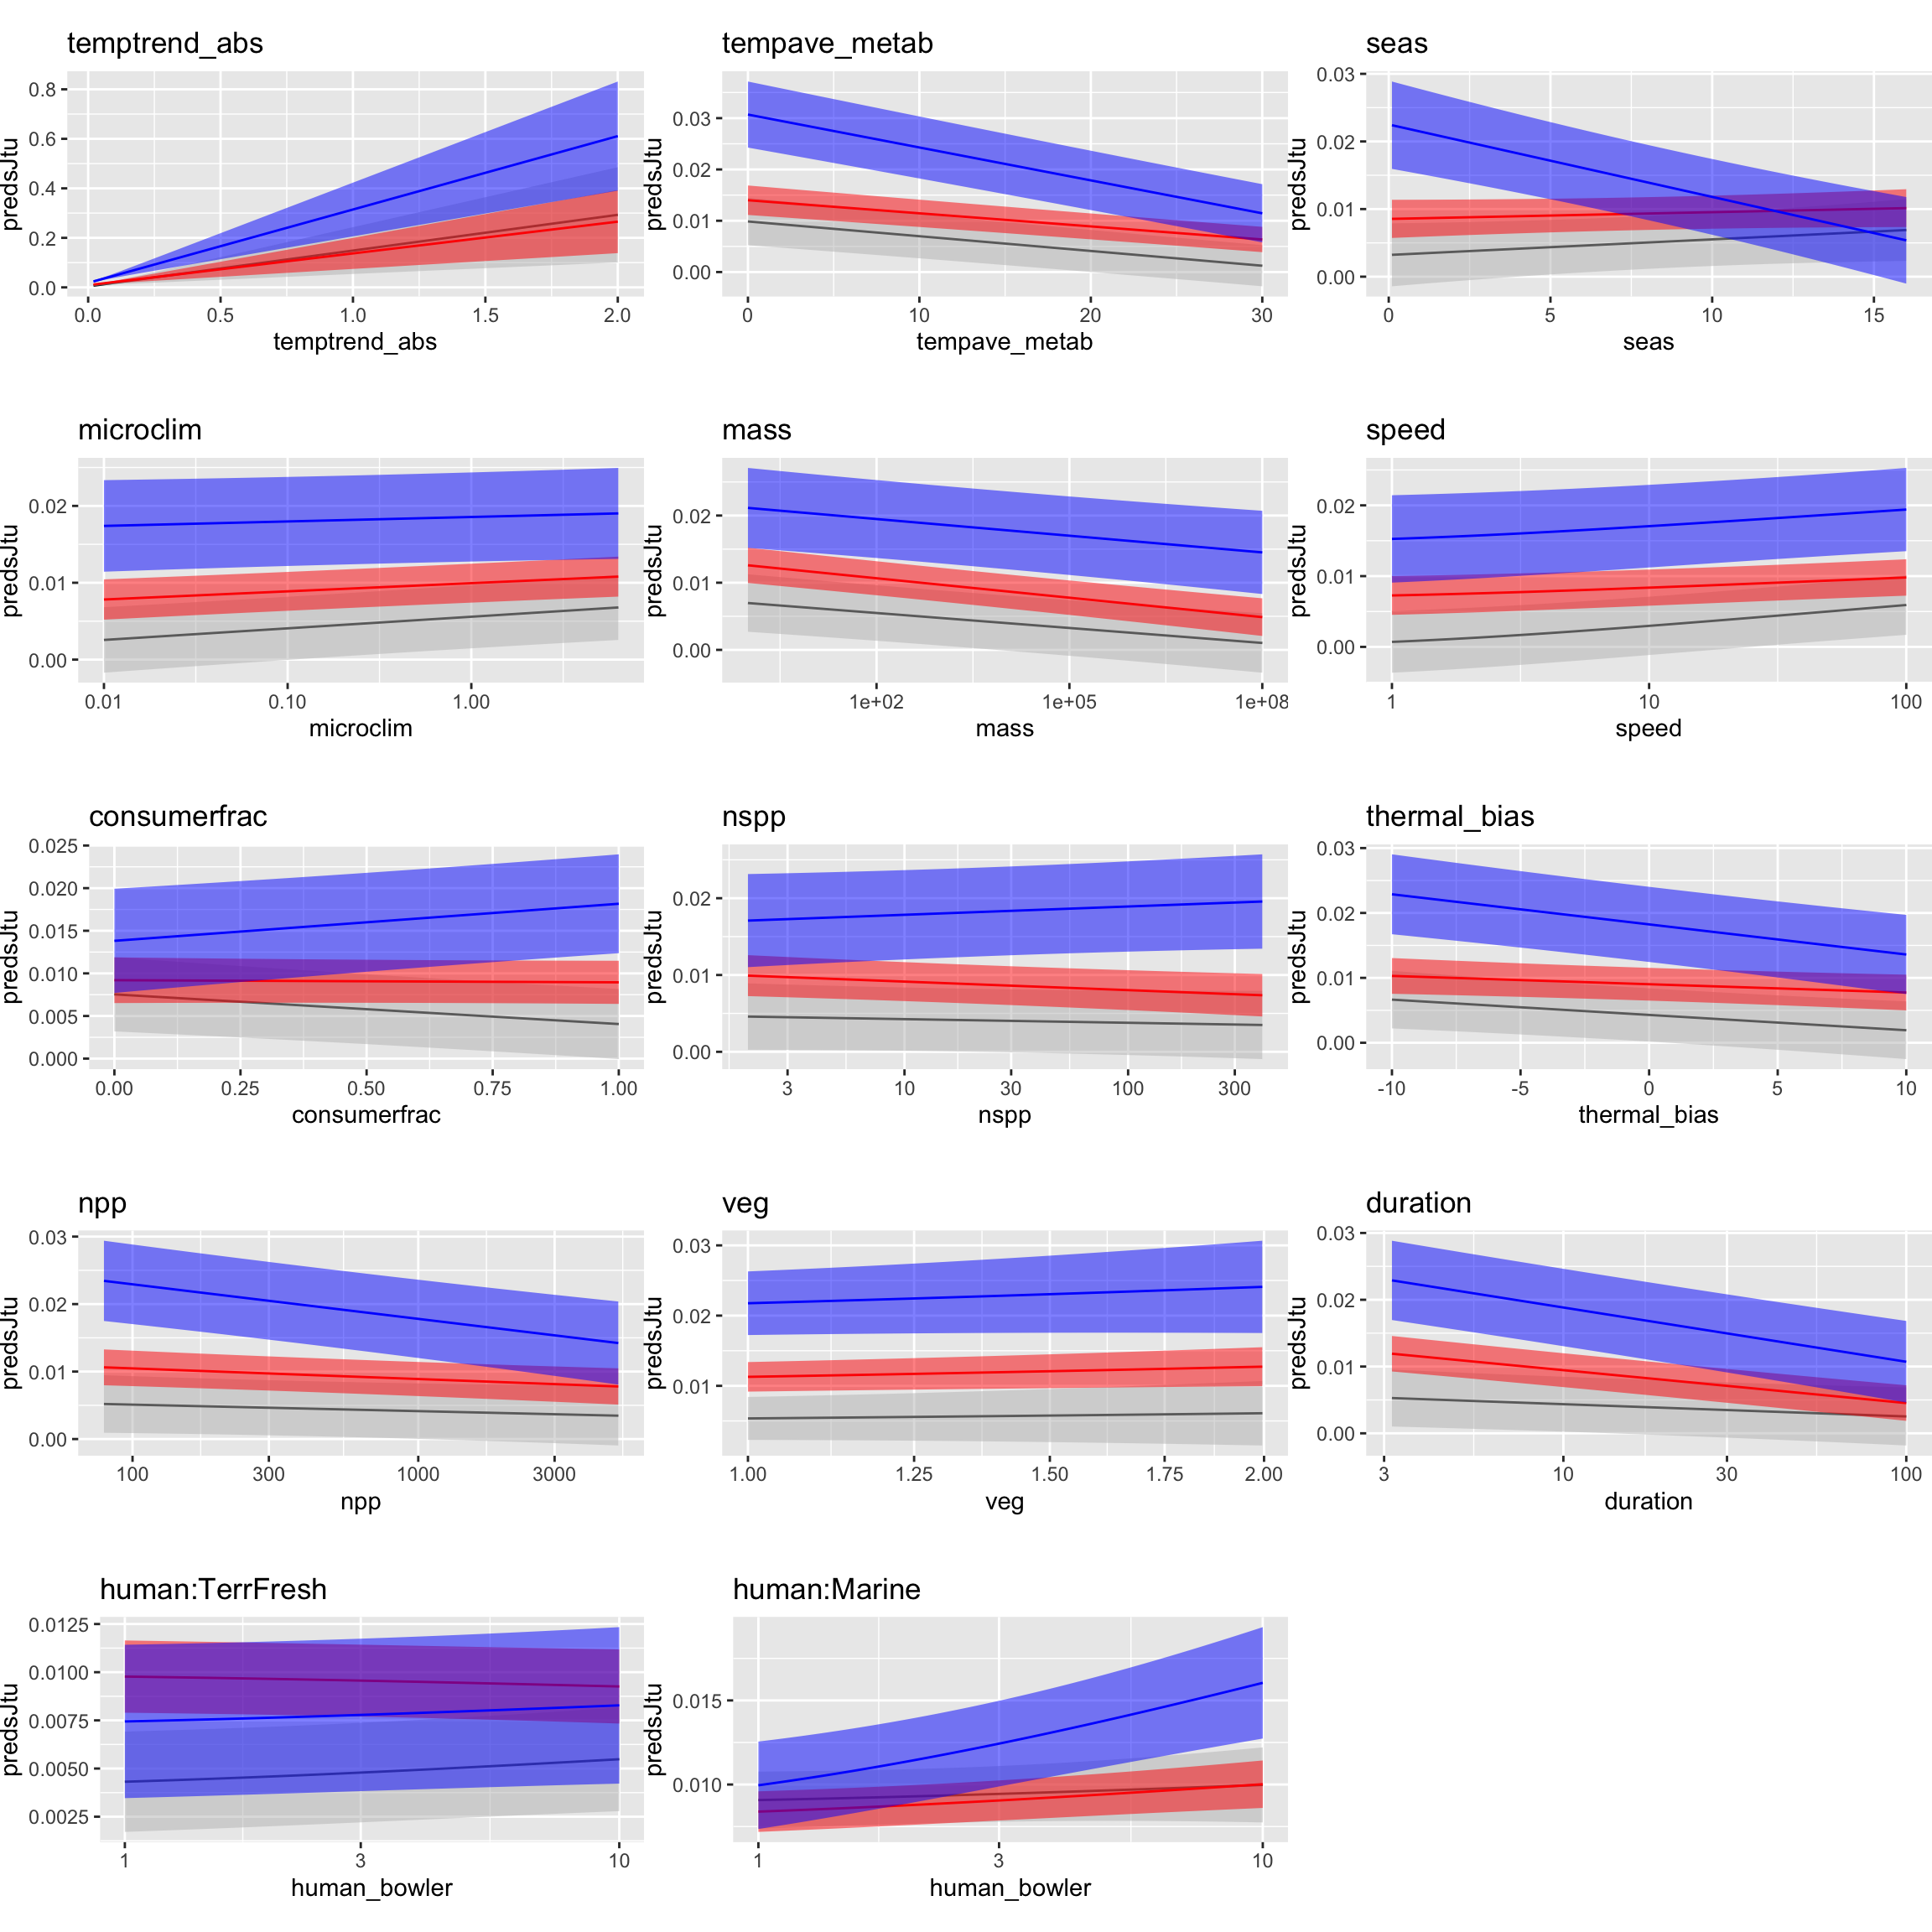 temptrend_abs
predsJtu
0.8
0.6
0.4
0.2
0.0
0.0 0.5 1.0 1.5 2.0
temptrend_abs
tempave_metab
predsJtu
0.03
0.02
0.01
0.00
0 10 20 30
tempave_metab
seas
predsJtu
0.03
0.02
0.01
0.00
0 5 10 15
seas
microclim
predsJtu
0.02
0.01
0.00
0.01 0.10 1.00
microclim
mass
predsJtu
0.02
0.01
0.00
1e+02 1e+05 1e+08
mass
speed
predsJtu
0.02
0.01
0.00
1 10 100
speed
consumerfrac
predsJtu
0.025
0.020
0.015
0.010
0.005
0.000
0.00 0.25 0.50 0.75 1.00
consumerfrac
nspp
predsJtu
0.02
0.01
0.00
3 10 30 100 300
nspp
thermal_bias
predsJtu
0.03
0.02
0.01
0.00
-10 -5 0 5 10
thermal_bias
npp
predsJtu
0.03
0.02
0.01
0.00
100 300 1000 3000
npp
veg
predsJtu
0.03
0.02
0.01
1.00 1.25 1.50 1.75 2.00
veg
duration
predsJtu
0.03
0.02
0.01
0.00
3 10 30 100
duration
human:TerrFresh
predsJtu
0.0125
0.0100
0.0075
0.0050
0.0025
1 3 10
human_bowler
human:Marine
predsJtu
0.015
0.010
1 3 10
human_bowler